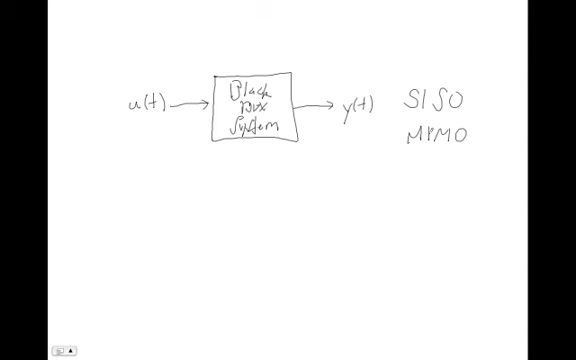 u(t)
Black
Box
System
y(t)
SISO
MIMO